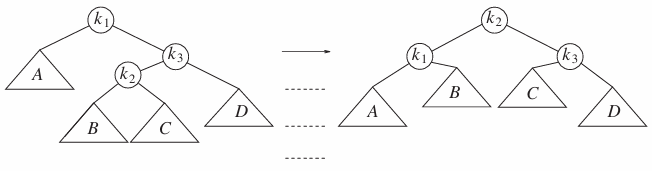 k₁ k₂
k₃ k₁ k₃
A k₂ B C
D A D
B C